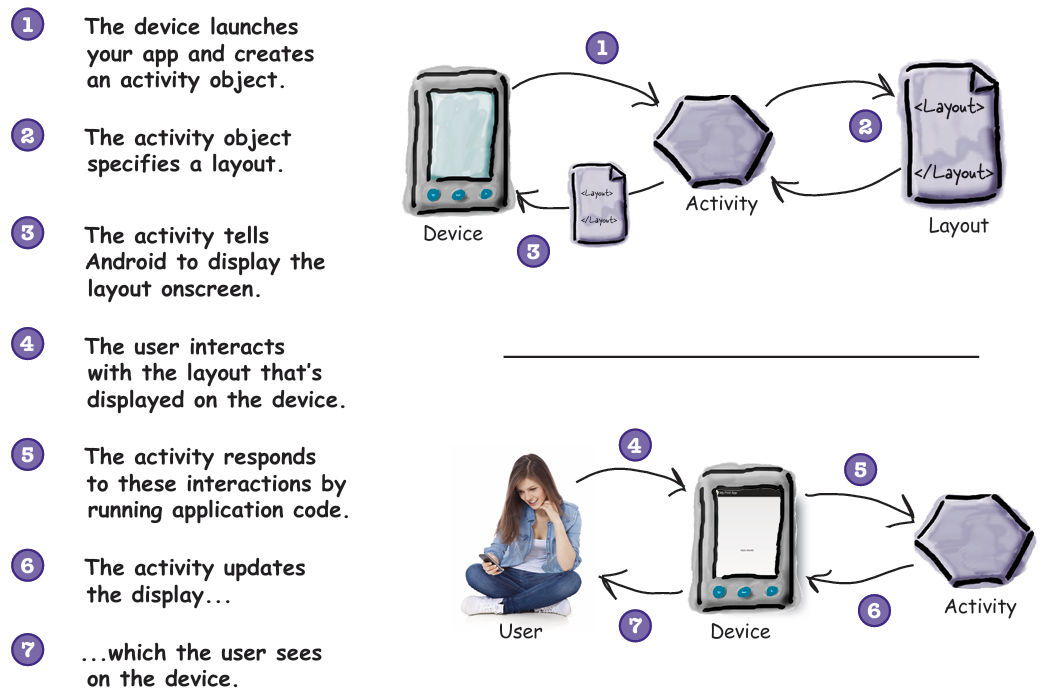 1
The device launches
your app and creates
an activity object.
2
The activity object
specifies a layout.
3
The activity tells
Android to display the
layout onscreen.
4
The user interacts
with the layout that's
displayed on the device.
5
The activity responds
to these interactions by
running application code.
6
The activity updates
the display...
7
...which the user sees
on the device.
1
2
<Layout>
</Layout>
<Layout>
</Layout>
3
Device
Activity
Layout
4
5
My First App
6
7
User
Device
Activity